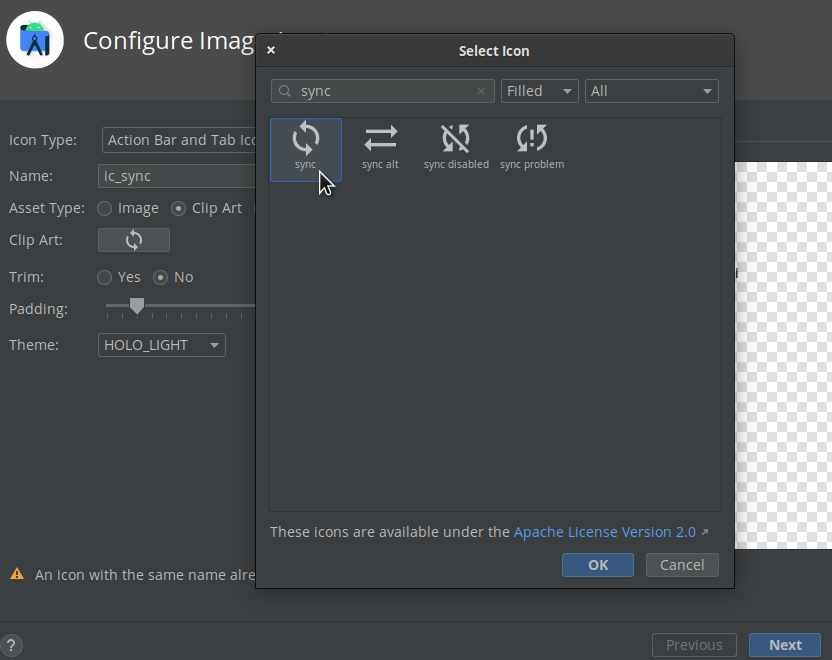 Configure Imag
Select Icon
sync
Filled
All
sync
sync alt
sync disabled
sync problem
These icons are available under the Apache License Version 2.0
OK
Cancel
Icon Type:
Action Bar and Tab Ico
Name:
ic_sync
Asset Type:
Image
Clip Art
Clip Art:
Trim:
Yes
No
Padding:
Theme:
HOLO_LIGHT
An icon with the same name alre
?
Previous
Next